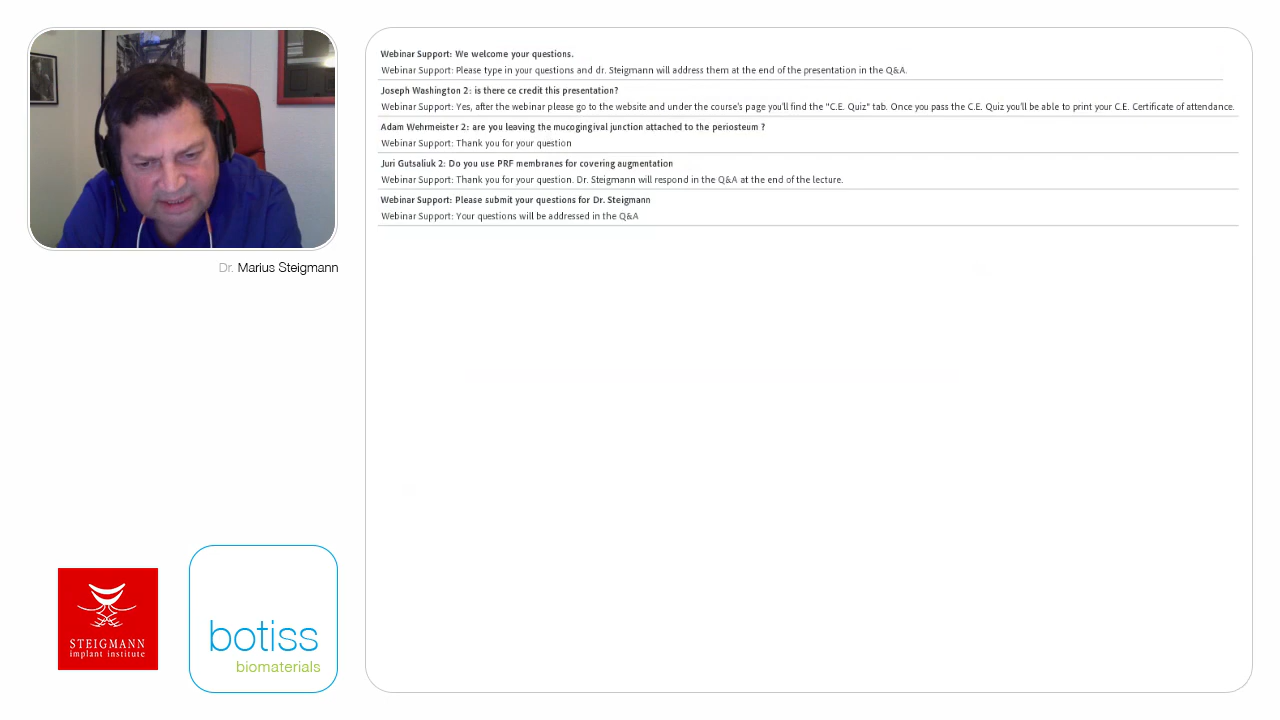 Webinar Support: We welcome your questions.
Webinar Support: Please type in your questions and dr. Steigmann will address them at the end of the presentation in the Q&A.
Joseph Washington 2: is there ce credit this presentation?
Webinar Support: Yes, after the webinar please go to the website and under the course's page you'll find the "C.E. Quiz" tab. Once you pass the C.E. Quiz you'll be able to print your C.E. Certificate of attendance.
Adam Wehrmeister 2: are you leaving the mucogingival junction attached to the periosteum ?
Webinar Support: Thank you for your question
Juri Gutsaliuk 2: Do you use PRF membranes for covering augmentation
Webinar Support: Thank you for your question. Dr. Steigmann will respond in the Q&A at the end of the lecture.
Webinar Support: Please submit your questions for Dr. Steigmann
Webinar Support: Your questions will be addressed in the Q&A
Dr. Marius Steigmann
STEIGMANN
implant institute
botiss
biomaterials